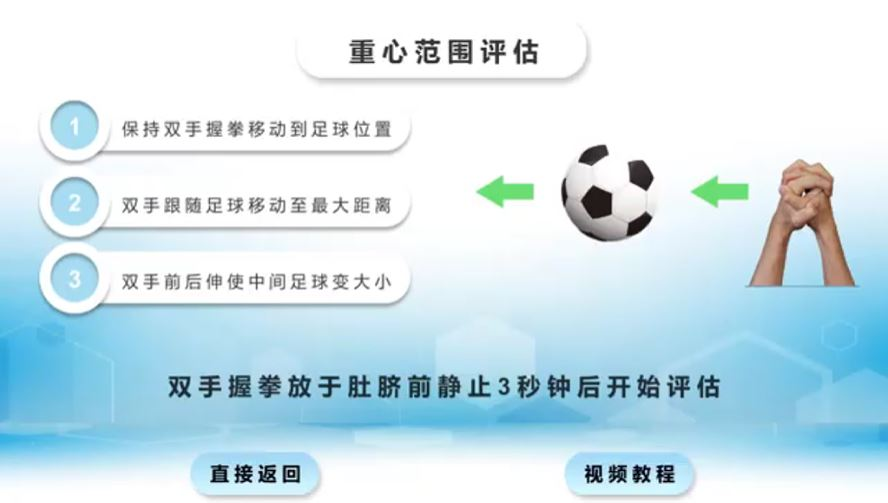 重心范围评估
1
保持双手握拳移动到足球位置
2
双手跟随足球移动至最大距离
3
双手前后伸使中间足球变大小
双手握拳放于肚脐前静止3秒钟后开始评估
直接返回
视频教程